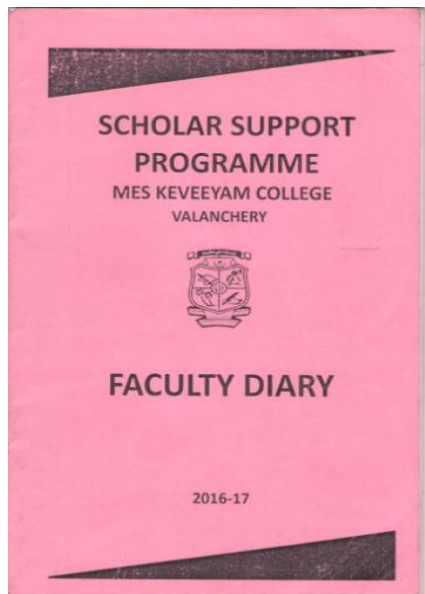 SCHOLAR SUPPORT
PROGRAMME
MES KEVEEYAM COLLEGE
VALANCHERY
FACULTY DIARY
2016-17